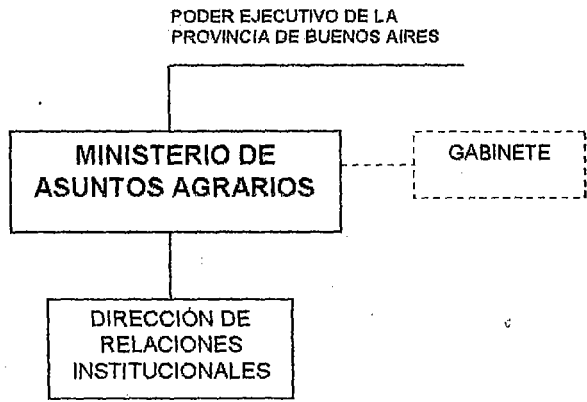 PODER EJECUTIVO DE LA
PROVINCIA DE BUENOS AIRES
MINISTERIO DE
ASUNTOS AGRARIOS
GABINETE
DIRECCIÓN DE
RELACIONES
INSTITUCIONALES